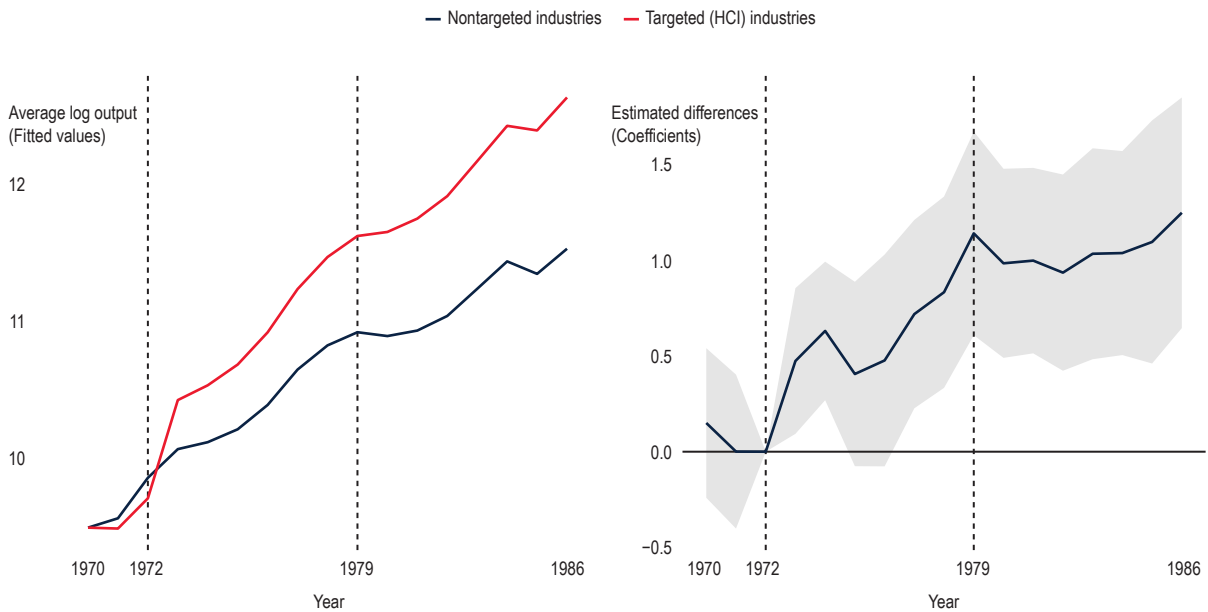 Nontargeted industries Targeted (HCI) industries
Average log output
(Fitted values)
12
11
10
1970 1972 1979 1986
Year
Estimated differences
(Coefficients)
1.5
1.0
0.5
0.0
−0.5
1970 1972 1979 1986
Year